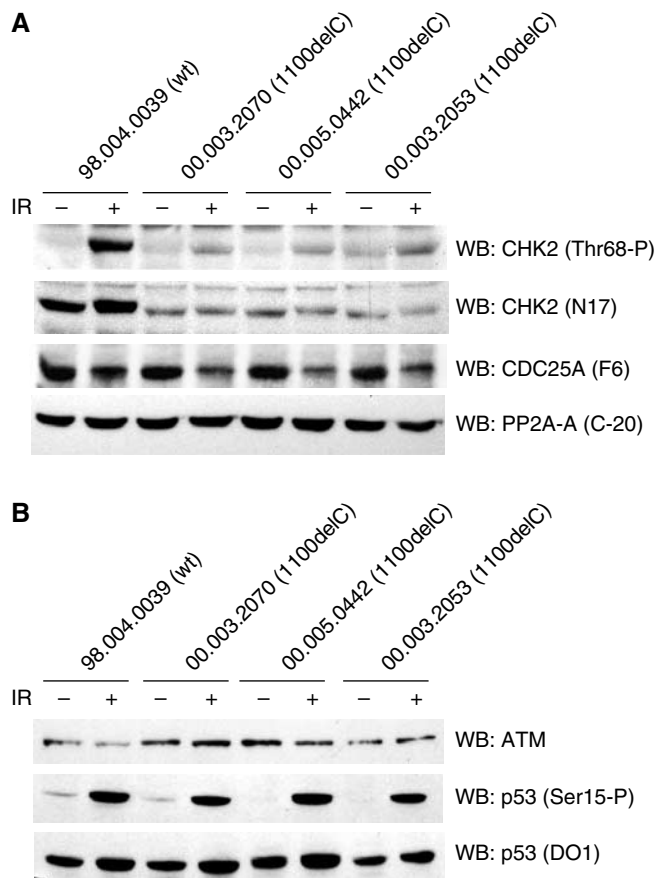 A
98.004.0039 (wt)
00.003.2070 (1100delC)
00.005.0442 (1100delC)
00.003.2053 (1100delC)
IR – + – + – + – +
WB: CHK2 (Thr68-P)
WB: CHK2 (N17)
WB: CDC25A (F6)
WB: PP2A-A (C-20)
B
98.004.0039 (wt)
00.003.2070 (1100delC)
00.005.0442 (1100delC)
00.003.2053 (1100delC)
IR – + – + – + – +
WB: ATM
WB: p53 (Ser15-P)
WB: p53 (DO1)